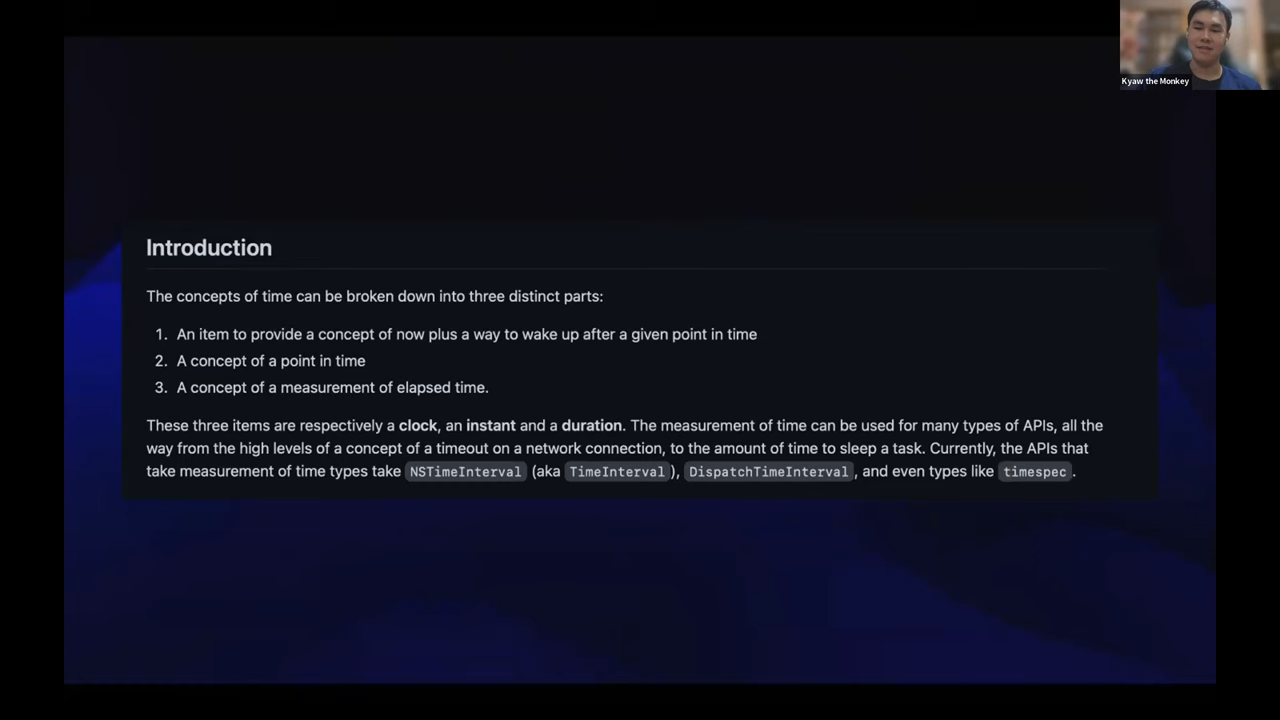 Kyaw the Monkey
Introduction
The concepts of time can be broken down into three distinct parts:
1. An item to provide a concept of now plus a way to wake up after a given point in time
2. A concept of a point in time
3. A concept of a measurement of elapsed time.
These three items are respectively a clock, an instant and a duration. The measurement of time can be used for many types of APIs, all the
way from the high levels of a concept of a timeout on a network connection, to the amount of time to sleep a task. Currently, the APIs that
take measurement of time types take NSTimeInterval (aka TimeInterval), DispatchTimeInterval, and even types like timespec.